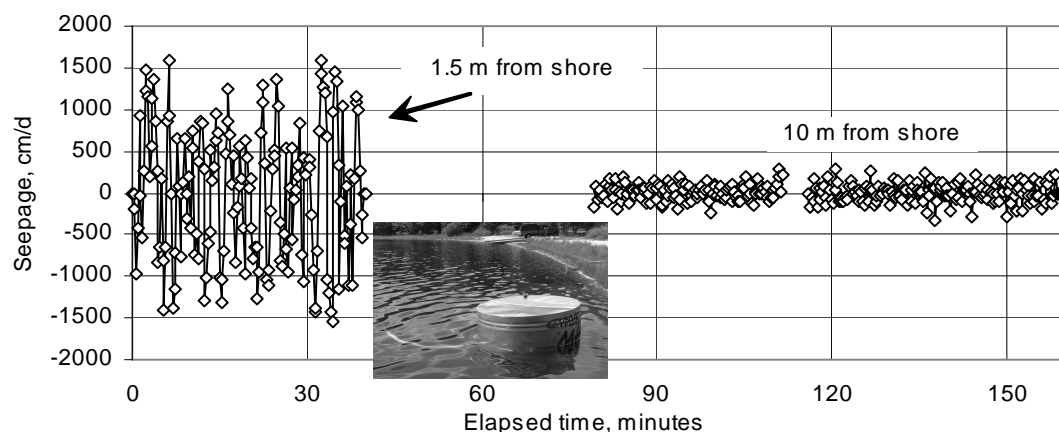 2000
1500
1000
500
0
-500
-1000
-1500
-2000
Seepage, cm/d
1.5 m from shore
10 m from shore
0 30 60 90 120 150
Elapsed time, minutes